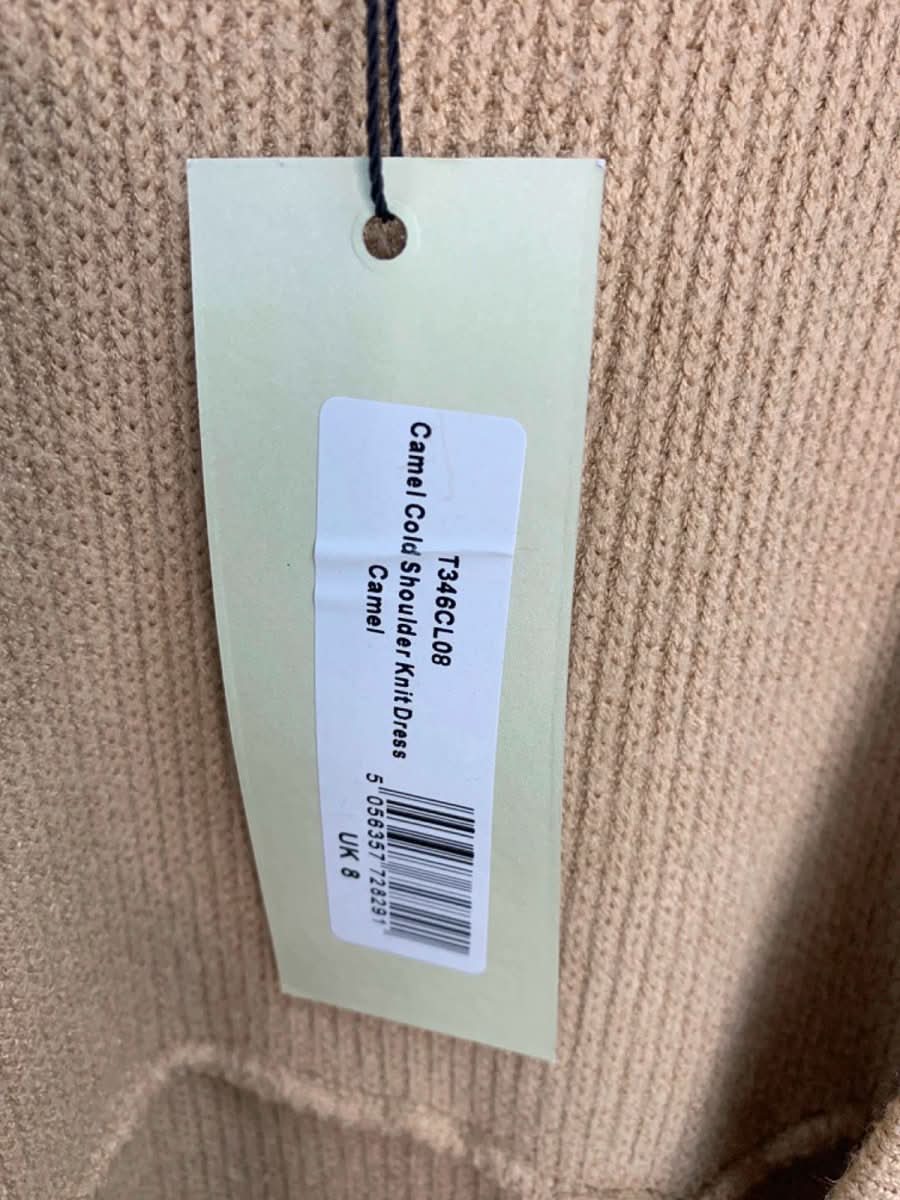 T346CL08
Camel Cold Shoulder Knit Dress
Camel
5 056357 728291
UK 8